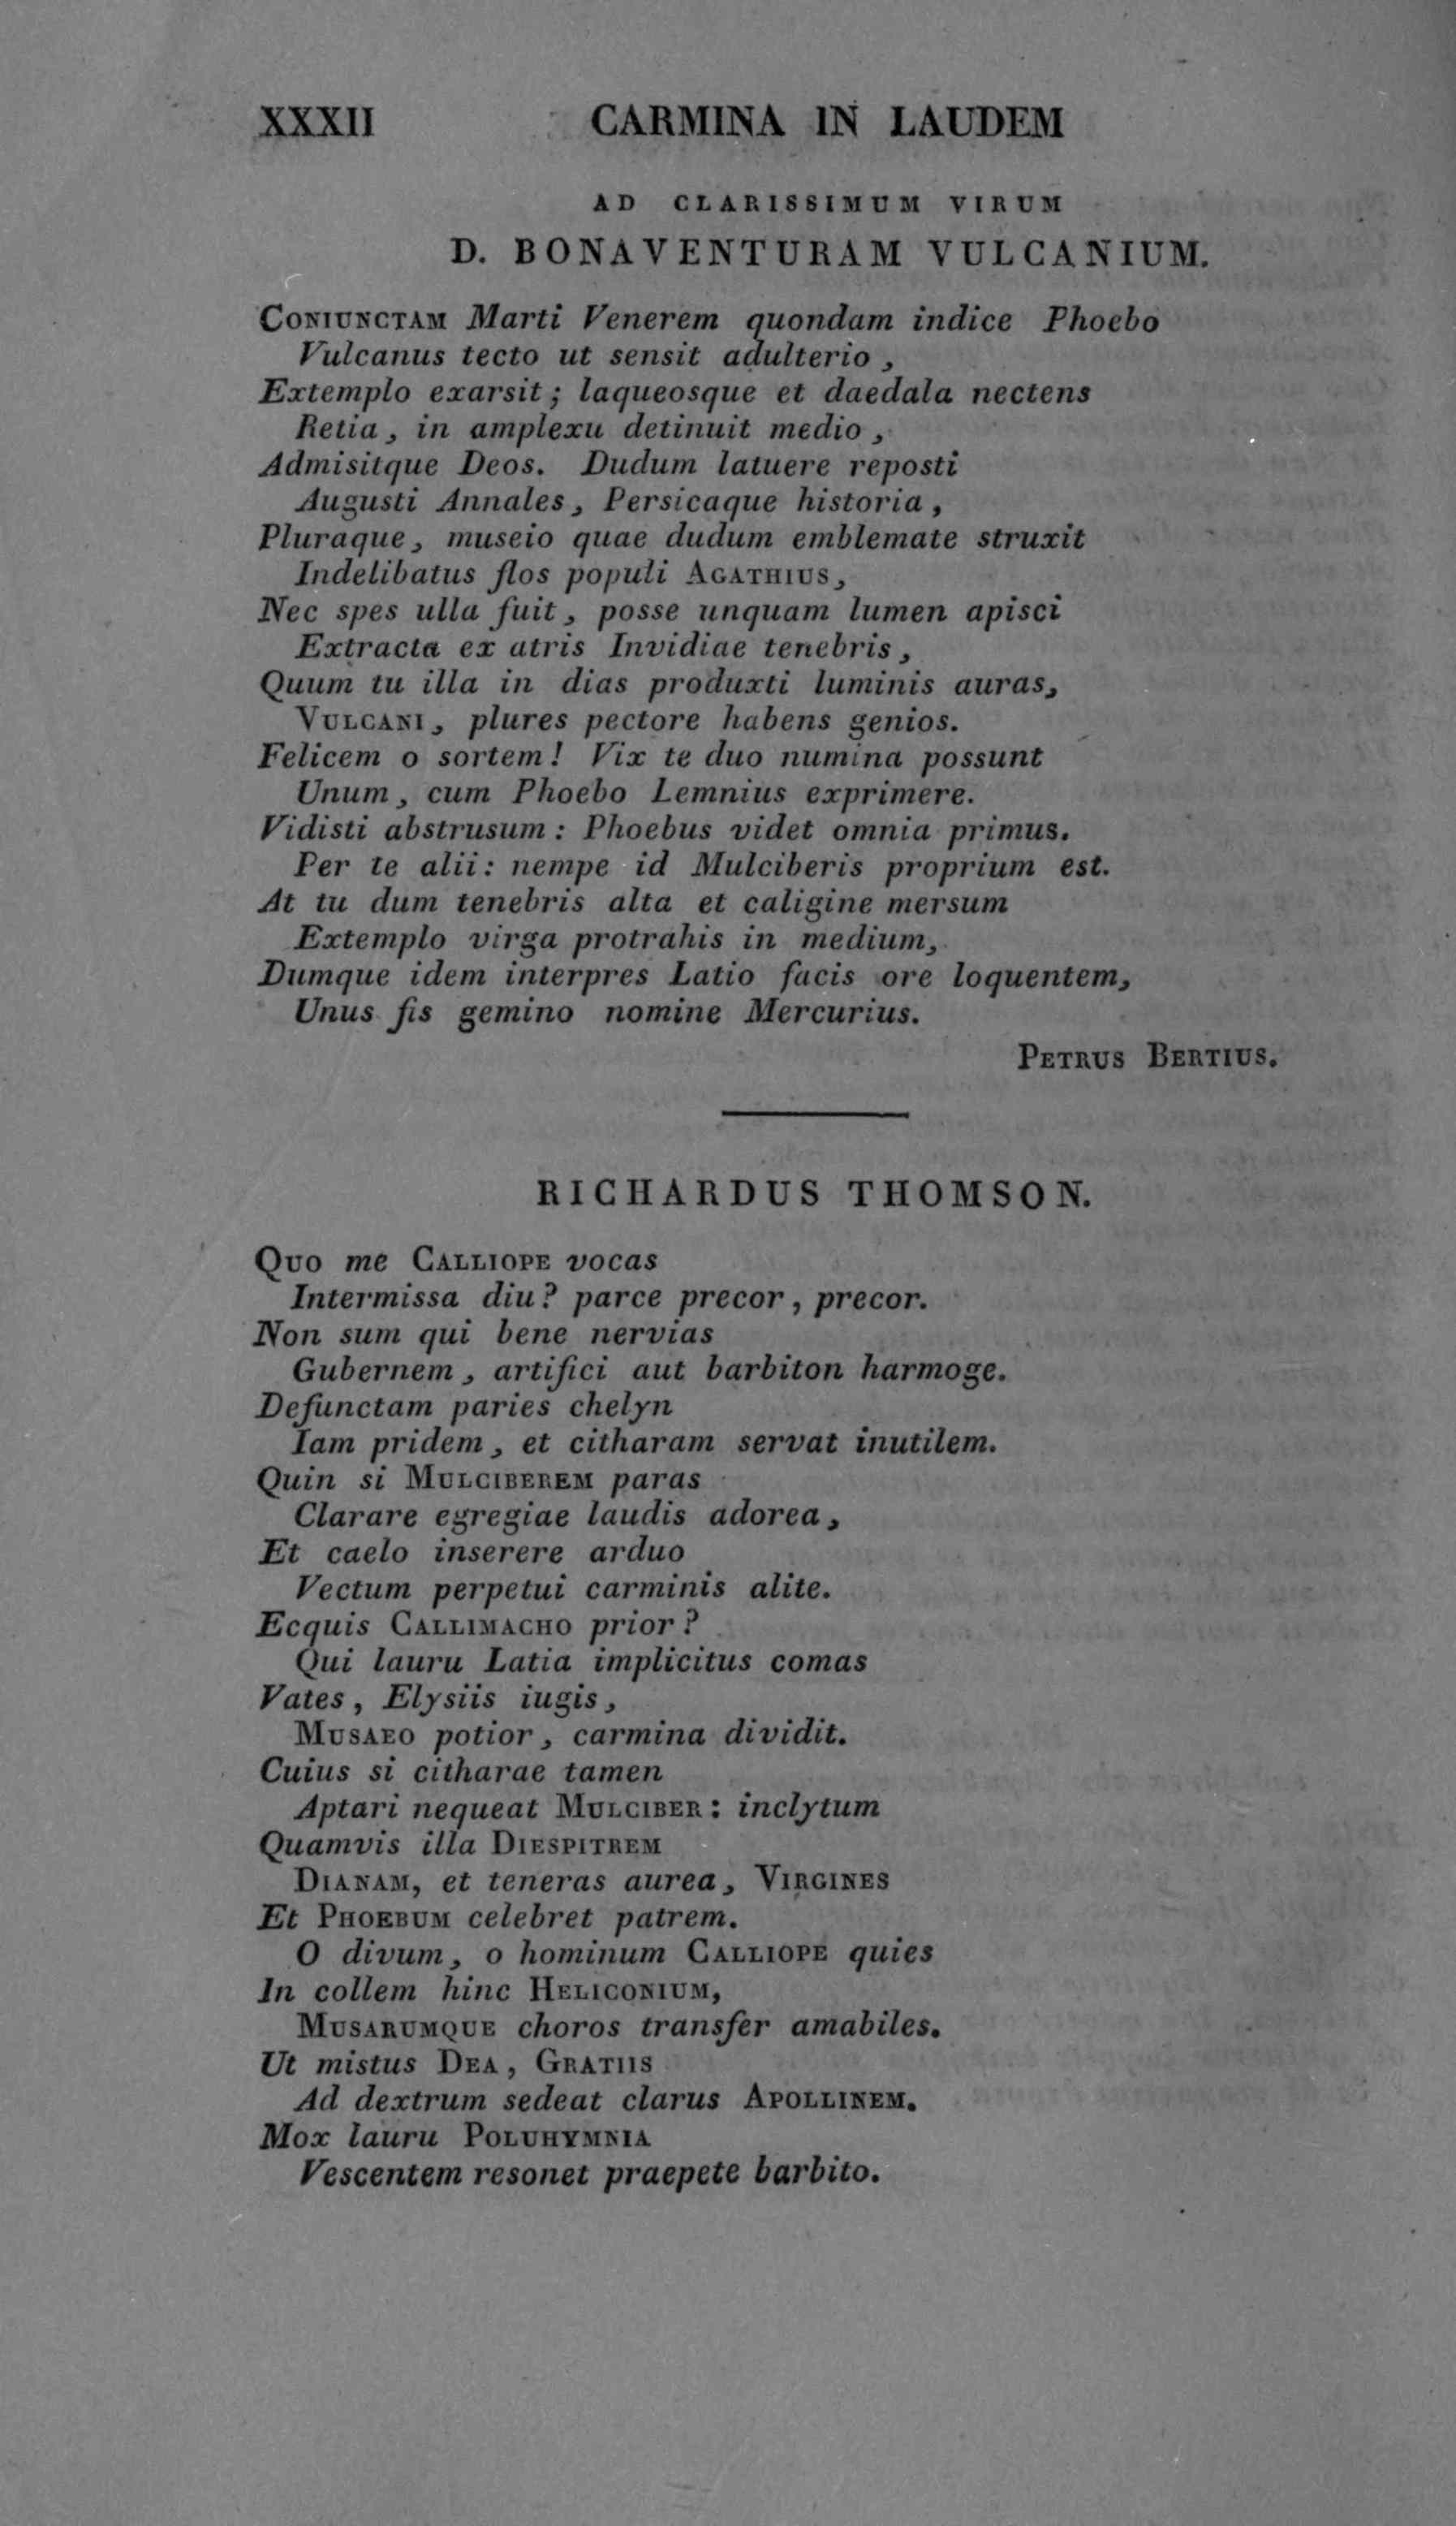 XXXII CARMINA IN LAUDEM
AD CLARISSIMUM VIRUM
D. BONAVENTURAM VULCANIUM.
CONIUNCTAM Marti Venerem quondam indice Phoebo
Vulcanus tecto ut sensit adulterio,
Extemplo exarsit; laqueosque et daedala nectens
Retia, in amplexu detinuit medio,
Admisitque Deos. Dudum latuere reposti
Augusti Annales, Persicaque historia,
Pluraque, museio quae dudum emblemate struxit
Indelibatus flos populi AGATHIUS,
Nec spes ulla fuit, posse unquam lumen apisci
Extracta ex atris Invidiae tenebris,
Quum tu illa in dias produxti luminis auras,
VULCANI, plures pectore habens genios.
Felicem o sortem! Vix te duo numina possunt
Unum, cum Phoebo Lemnius exprimere.
Vidisti abstrusum: Phoebus videt omnia primus.
Per te alii: nempe id Mulciberis proprium est.
At tu dum tenebris alta et caligine mersum
Extemplo virga protrahis in medium,
Dumque idem interpres Latio facis ore loquentem,
Unus fis gemino nomine Mercurius.
PETRUS BERTIUS.
RICHARDUS THOMSON.
QUO me CALLIOPE vocas
Intermissa diu? parce precor, precor.
Non sum qui bene nervias
Gubernem, artifici aut barbiton harmoge.
Defunctam paries chelyn
Iam pridem, et citharam servat inutilem.
Quin si MULCIBEREM paras
Clarare egregiae laudis adorea,
Et caelo inserere arduo
Vectum perpetui carminis alite.
Ecquis CALLIMACHO prior?
Qui lauru Latia implicitus comas
Vates, Elysiis iugis,
MUSAEO potior, carmina dividit.
Cuius si citharae tamen
Aptari nequeat MULCIBER: inclytum
Quamvis illa DIESPITREM
DIANAM, et teneras aurea, VIRGINES
Et PHOEBUM celebret patrem.
O divum, o hominum CALLIOPE quies
In collem hinc HELICONIUM,
MUSARUMQUE choros transfer amabiles.
Ut mistus DEA, GRATIIS
Ad dextrum sedeat clarus APOLLINEM.
Mox lauru POLUHYMNIA
Vescentem resonet praepete barbito.